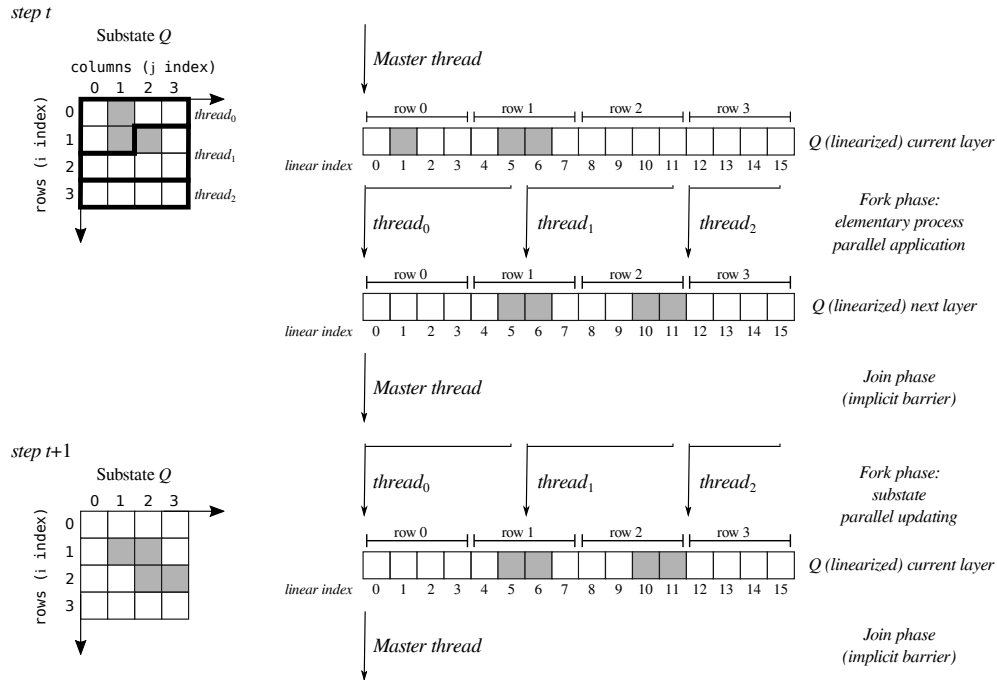 step t
Substate Q
columns (j index)
0 1 2 3
rows (i index)
0
1
2
3
thread0
thread1
thread2
Master thread
row 0 row 1 row 2 row 3
Q (linearized) current layer
linear index 0 1 2 3 4 5 6 7 8 9 10 11 12 13 14 15
thread0 thread1 thread2
Fork phase:
elementary process
parallel application
row 0 row 1 row 2 row 3
Q (linearized) next layer
linear index 0 1 2 3 4 5 6 7 8 9 10 11 12 13 14 15
Master thread
Join phase
(implicit barrier)
step t+1
Substate Q
0 1 2 3
rows (i index)
0
1
2
3
thread0 thread1 thread2
Fork phase:
substate
parallel updating
row 0 row 1 row 2 row 3
Q (linearized) current layer
linear index 0 1 2 3 4 5 6 7 8 9 10 11 12 13 14 15
Master thread
Join phase
(implicit barrier)